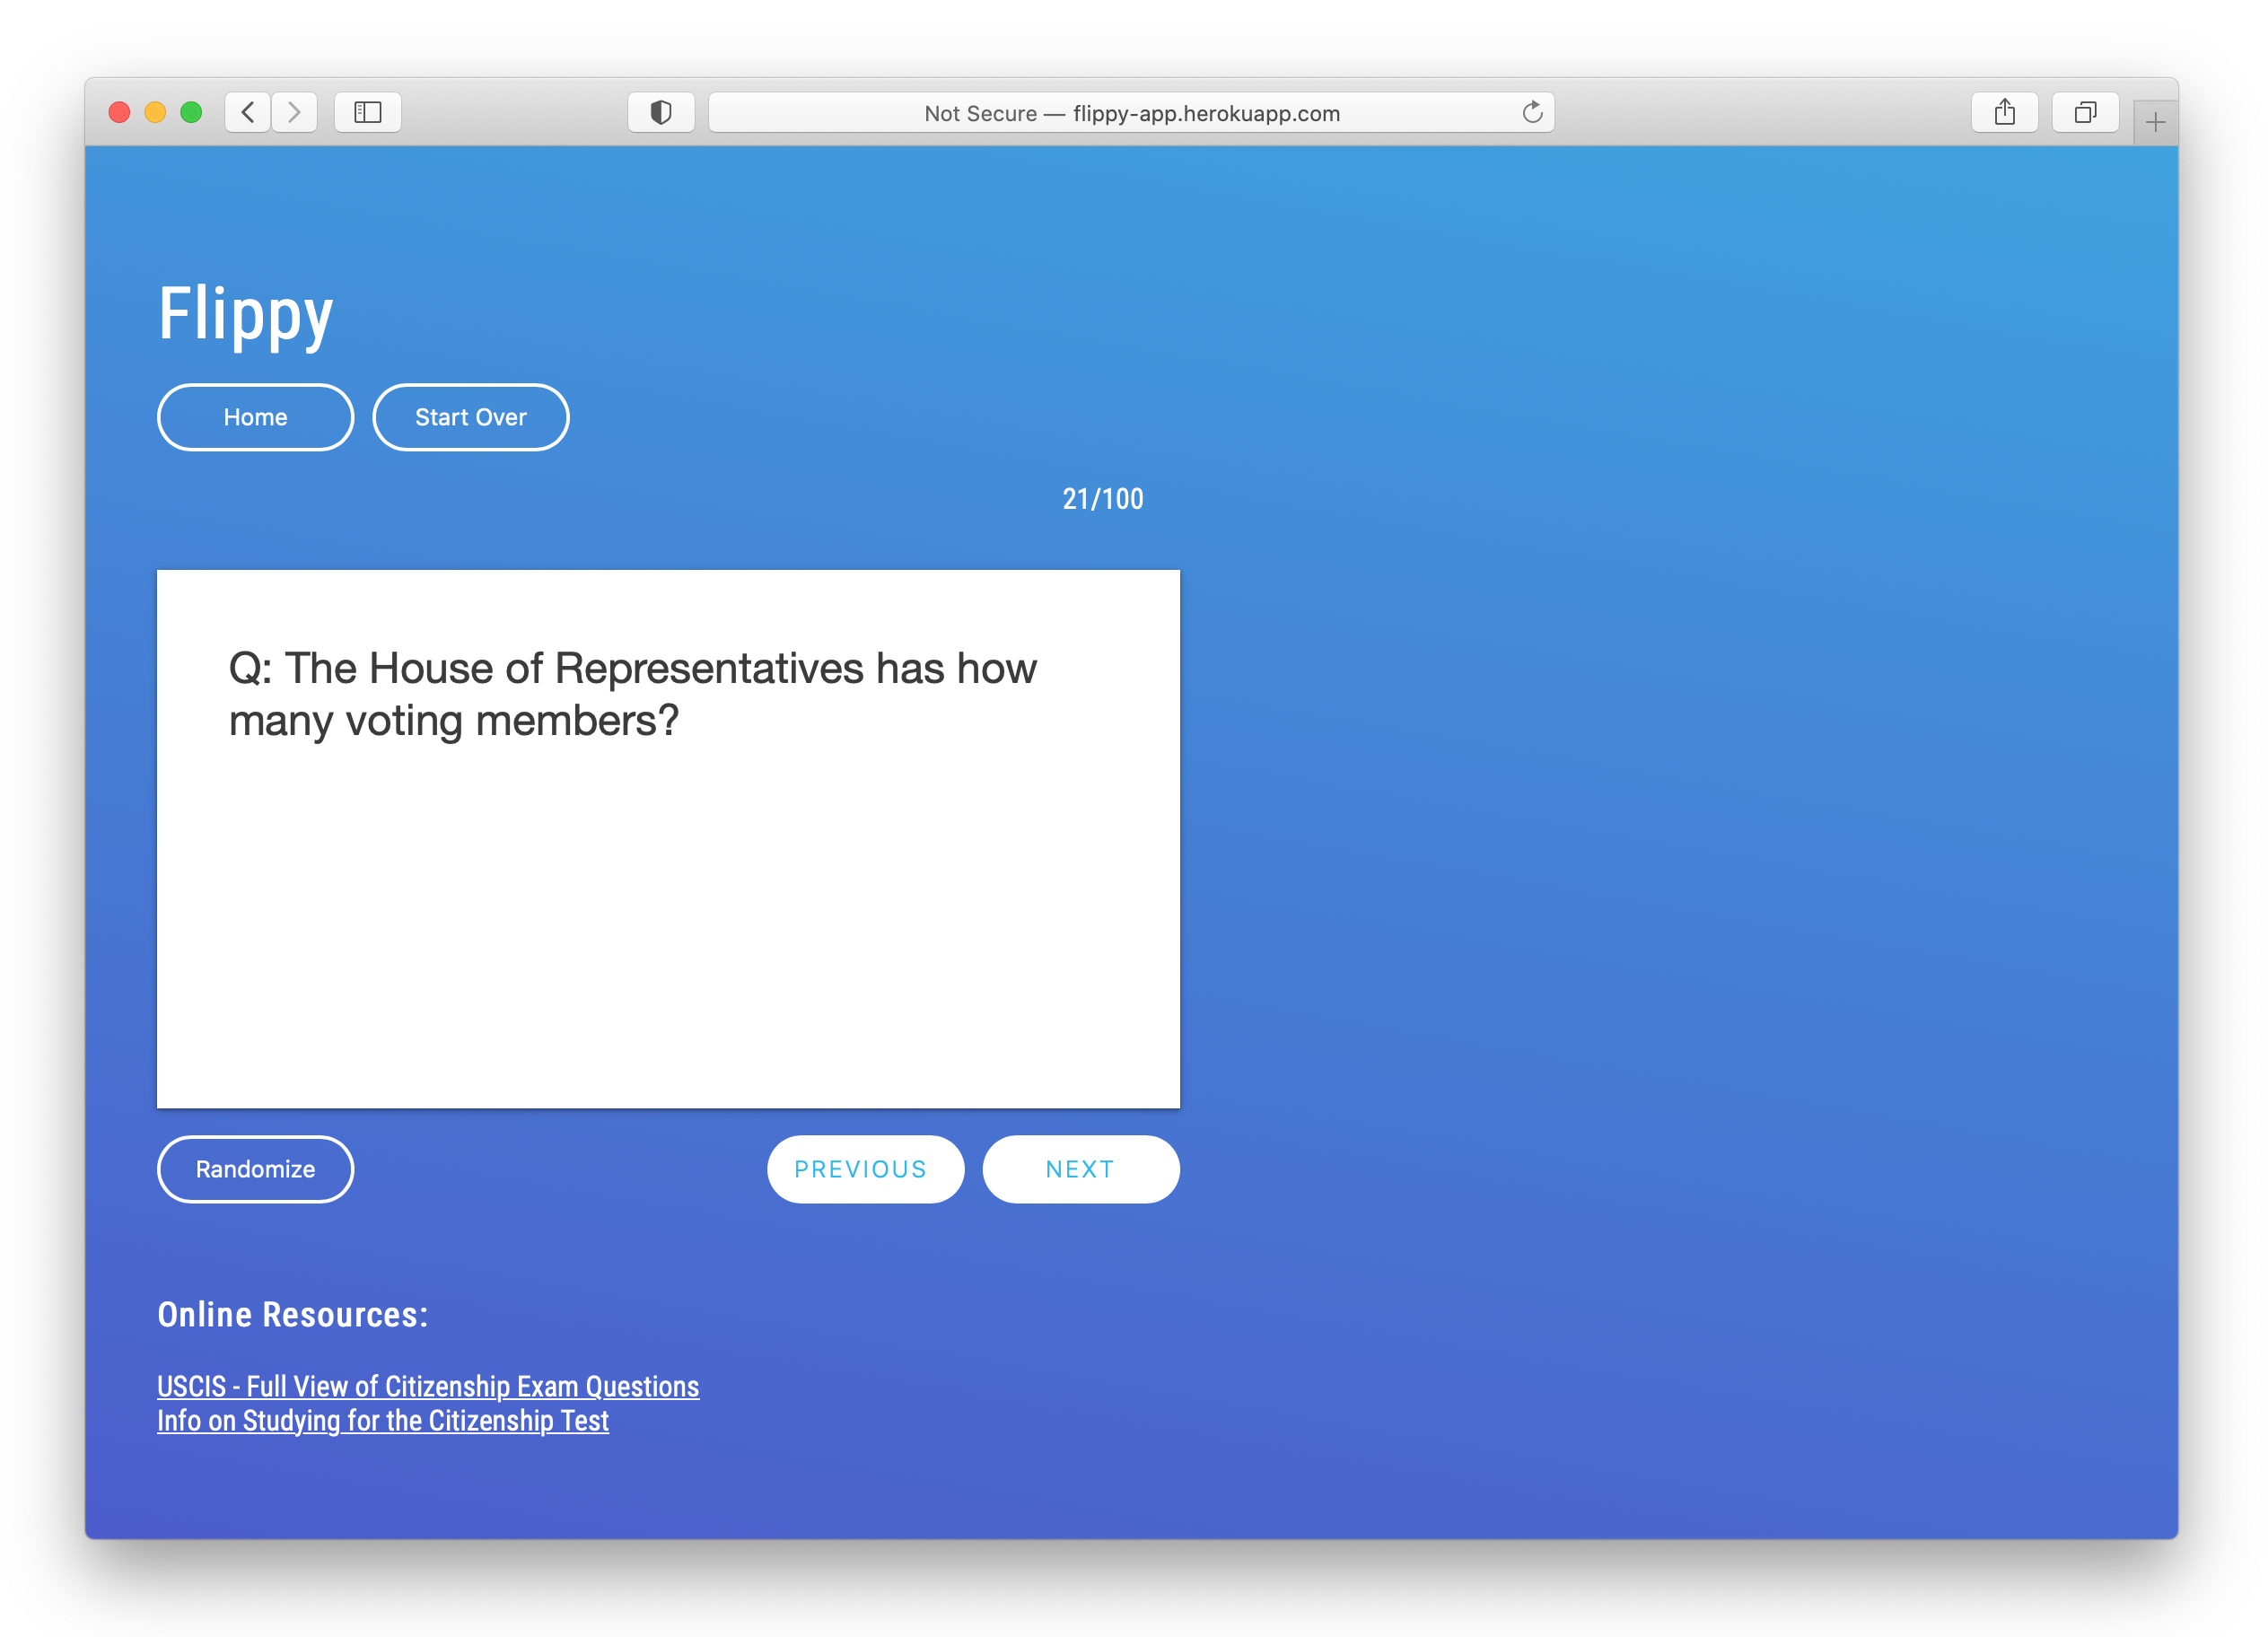 Not Secure — flippy-app.herokuapp.com
Flippy
Home
Start Over
21/100
Q: The House of Representatives has how
many voting members?
Randomize
PREVIOUS
NEXT
Online Resources:
USCIS - Full View of Citizenship Exam Questions
Info on Studying for the Citizenship Test